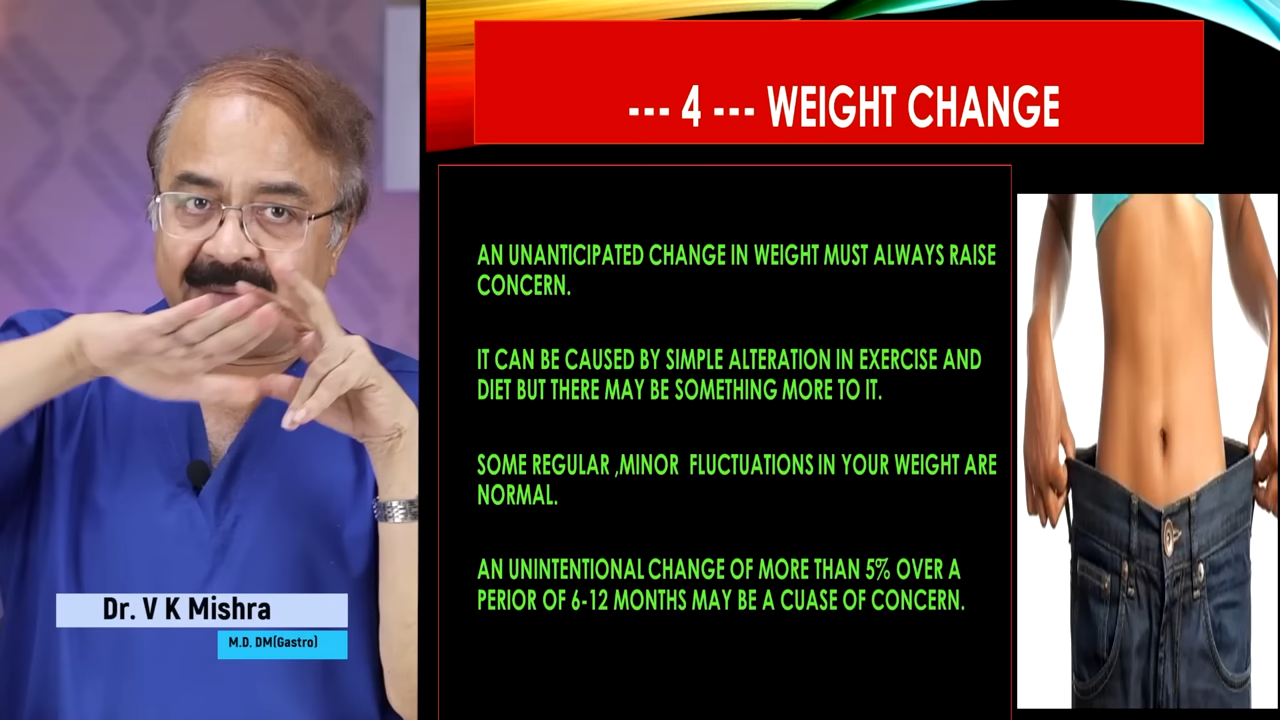 --- 4 --- WEIGHT CHANGE
AN UNANTICIPATED CHANGE IN WEIGHT MUST ALWAYS RAISE
CONCERN.
IT CAN BE CAUSED BY SIMPLE ALTERATION IN EXERCISE AND
DIET BUT THERE MAY BE SOMETHING MORE TO IT.
SOME REGULAR ,MINOR FLUCTUATIONS IN YOUR WEIGHT ARE
NORMAL.
AN UNINTENTIONAL CHANGE OF MORE THAN 5% OVER A
PERIOR OF 6-12 MONTHS MAY BE A CUASE OF CONCERN.
Dr. V K Mishra
M.D. DM(Gastro)